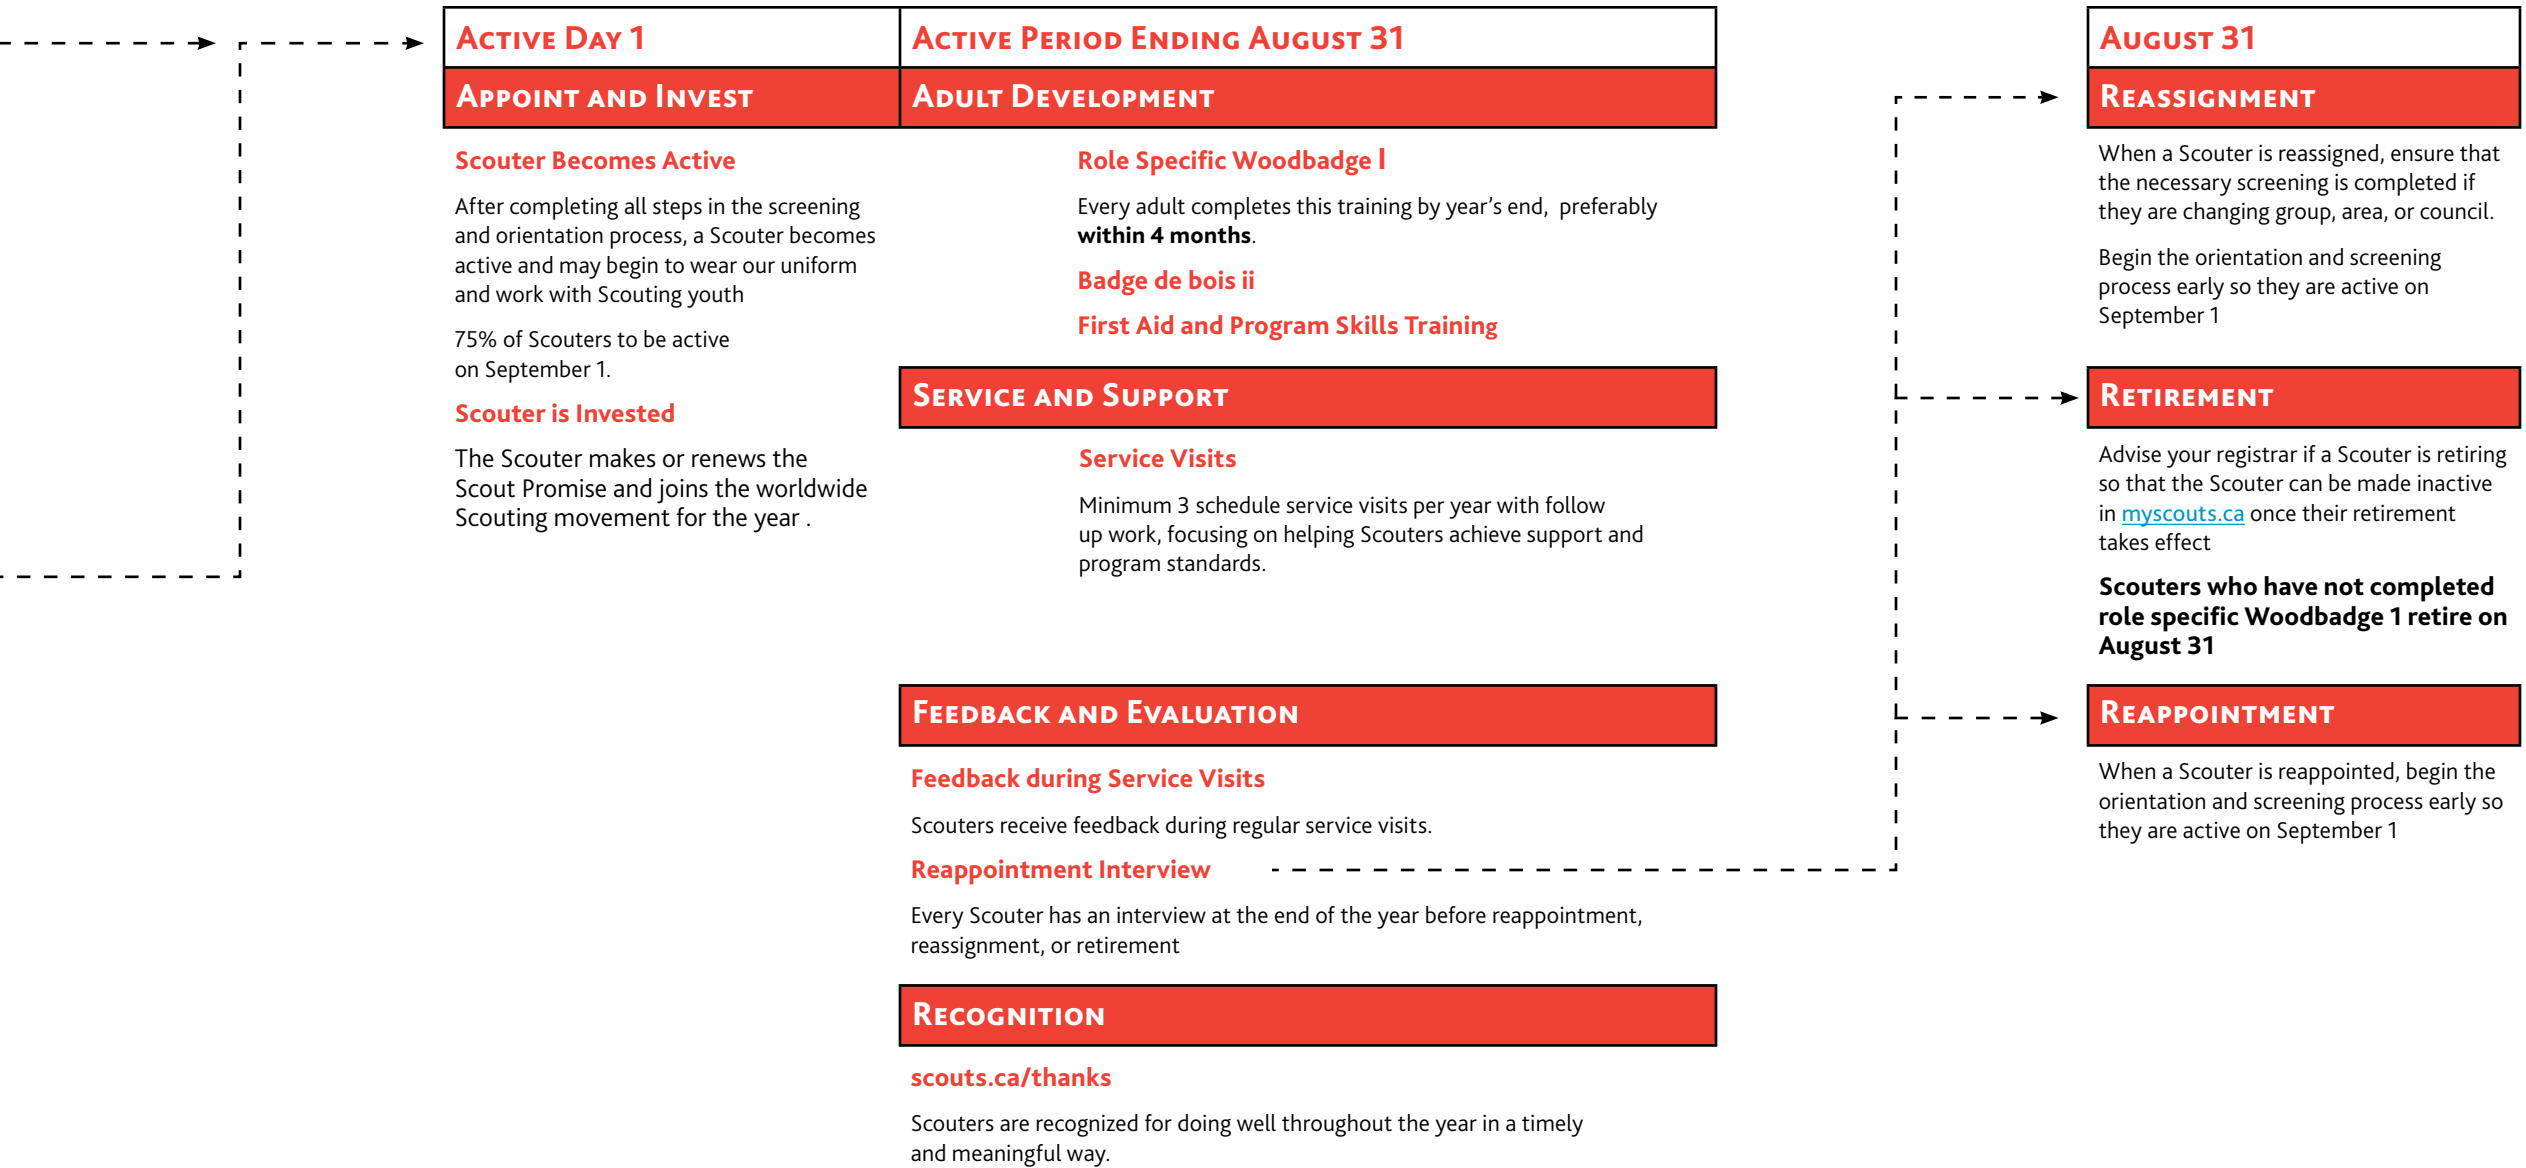 Active Day 1
Appoint and Invest
Scouter Becomes Active
After completing all steps in the screening
and orientation process, a Scouter becomes
active and may begin to wear our uniform
and work with Scouting youth
75% of Scouters to be active
on September 1.
Scouter is Invested
The Scouter makes or renews the
Scout Promise and joins the worldwide
Scouting movement for the year .
Active Period Ending August 31
Adult Development
Role Specific Woodbadge I
Every adult completes this training by year’s end,  preferably
within 4 months.
Badge de bois ii
First Aid and Program Skills Training
Service and Support
Service Visits
Minimum 3 schedule service visits per year with follow
up work, focusing on helping Scouters achieve support and
program standards.
Feedback and Evaluation
Feedback during Service Visits
Scouters receive feedback during regular service visits.
Reappointment Interview
Every Scouter has an interview at the end of the year before reappointment,
reassignment, or retirement
Recognition
scouts.ca/thanks
Scouters are recognized for doing well throughout the year in a timely
and meaningful way.
August 31
Reassignment
When a Scouter is reassigned, ensure that
the necessary screening is completed if
they are changing group, area, or council.
Begin the orientation and screening
process early so they are active on
September 1
Retirement
Advise your registrar if a Scouter is retiring
so that the Scouter can be made inactive
in myscouts.ca once their retirement
takes effect
Scouters who have not completed
role specific Woodbadge 1 retire on
August 31
Reappointment
When a Scouter is reappointed, begin the
orientation and screening process early so
they are active on September 1